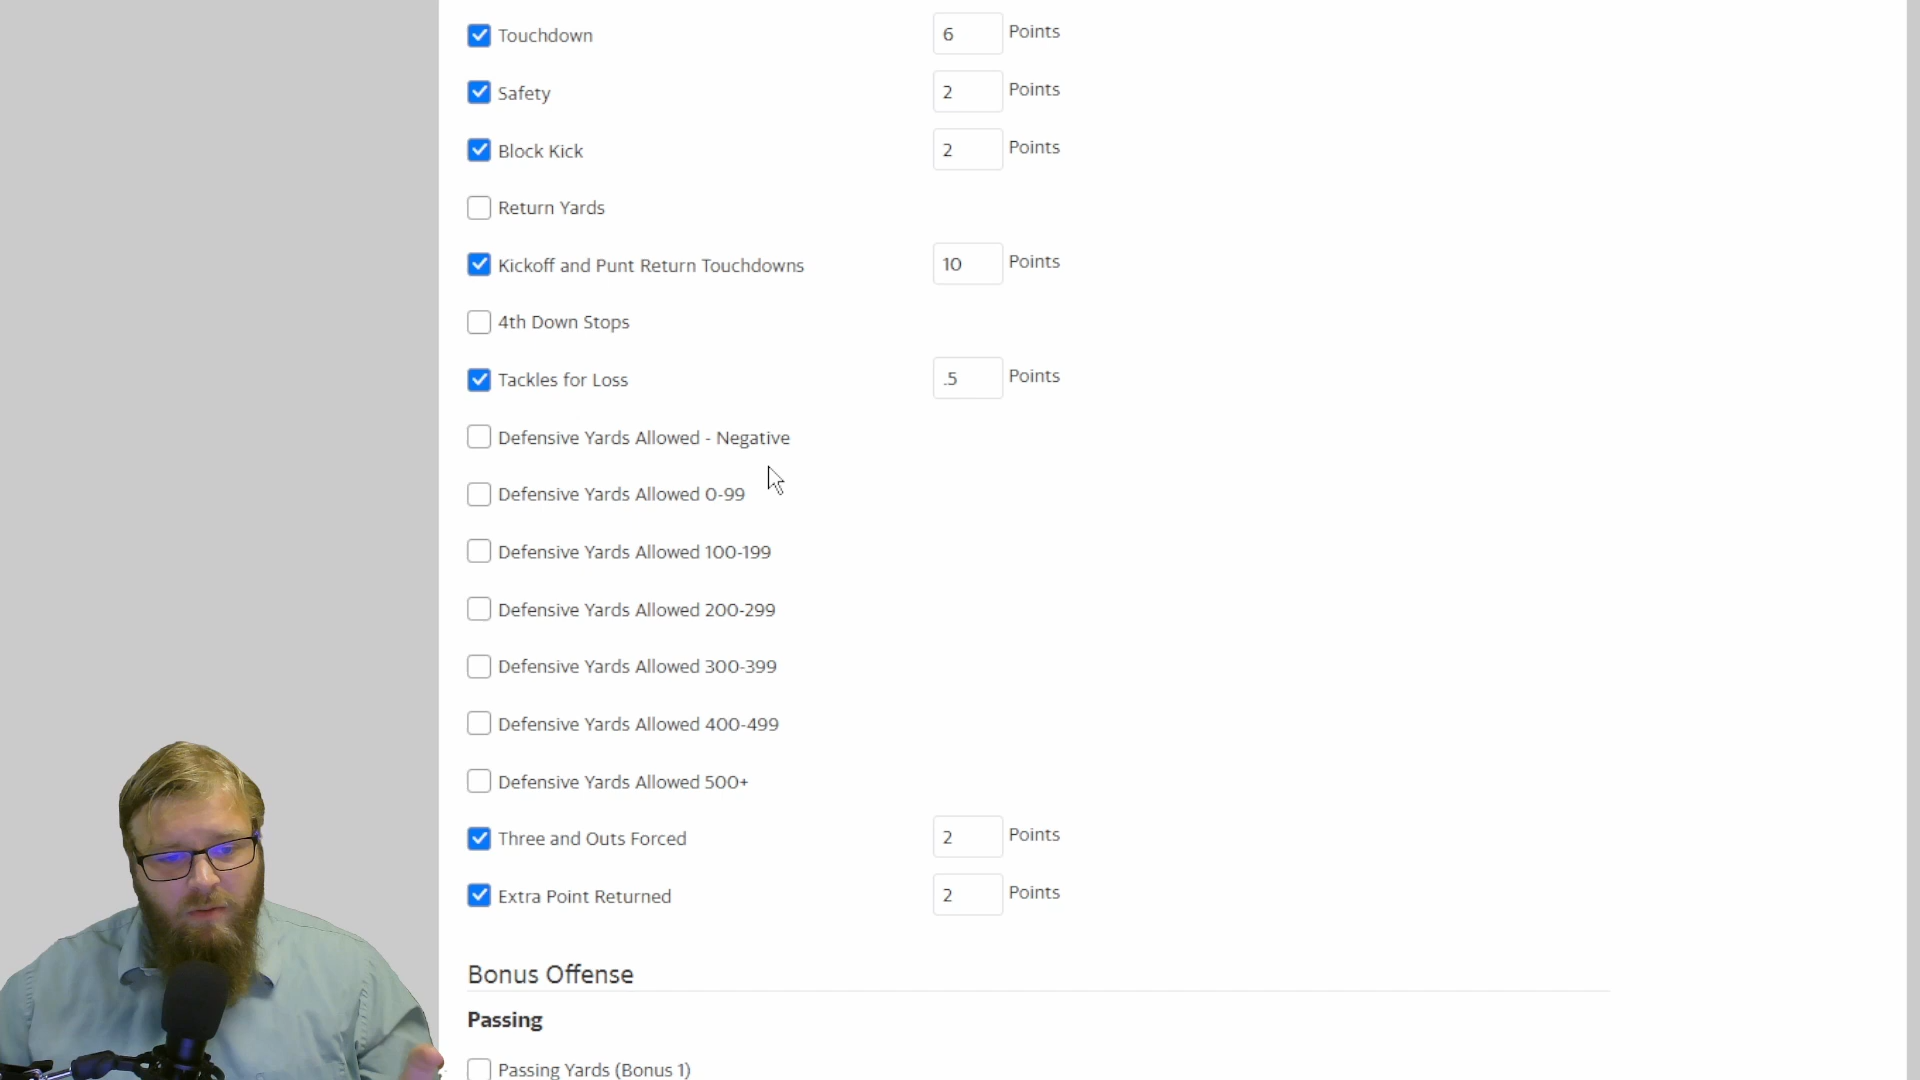 Touchdown 6 Points
Safety 2 Points
Block Kick 2 Points
Return Yards
Kickoff and Punt Return Touchdowns 10 Points
4th Down Stops
Tackles for Loss .5 Points
Defensive Yards Allowed - Negative
Defensive Yards Allowed 0-99
Defensive Yards Allowed 100-199
Defensive Yards Allowed 200-299
Defensive Yards Allowed 300-399
Defensive Yards Allowed 400-499
Defensive Yards Allowed 500+
Three and Outs Forced 2 Points
Extra Point Returned 2 Points
Bonus Offense
Passing
Passing Yards (Bonus 1)